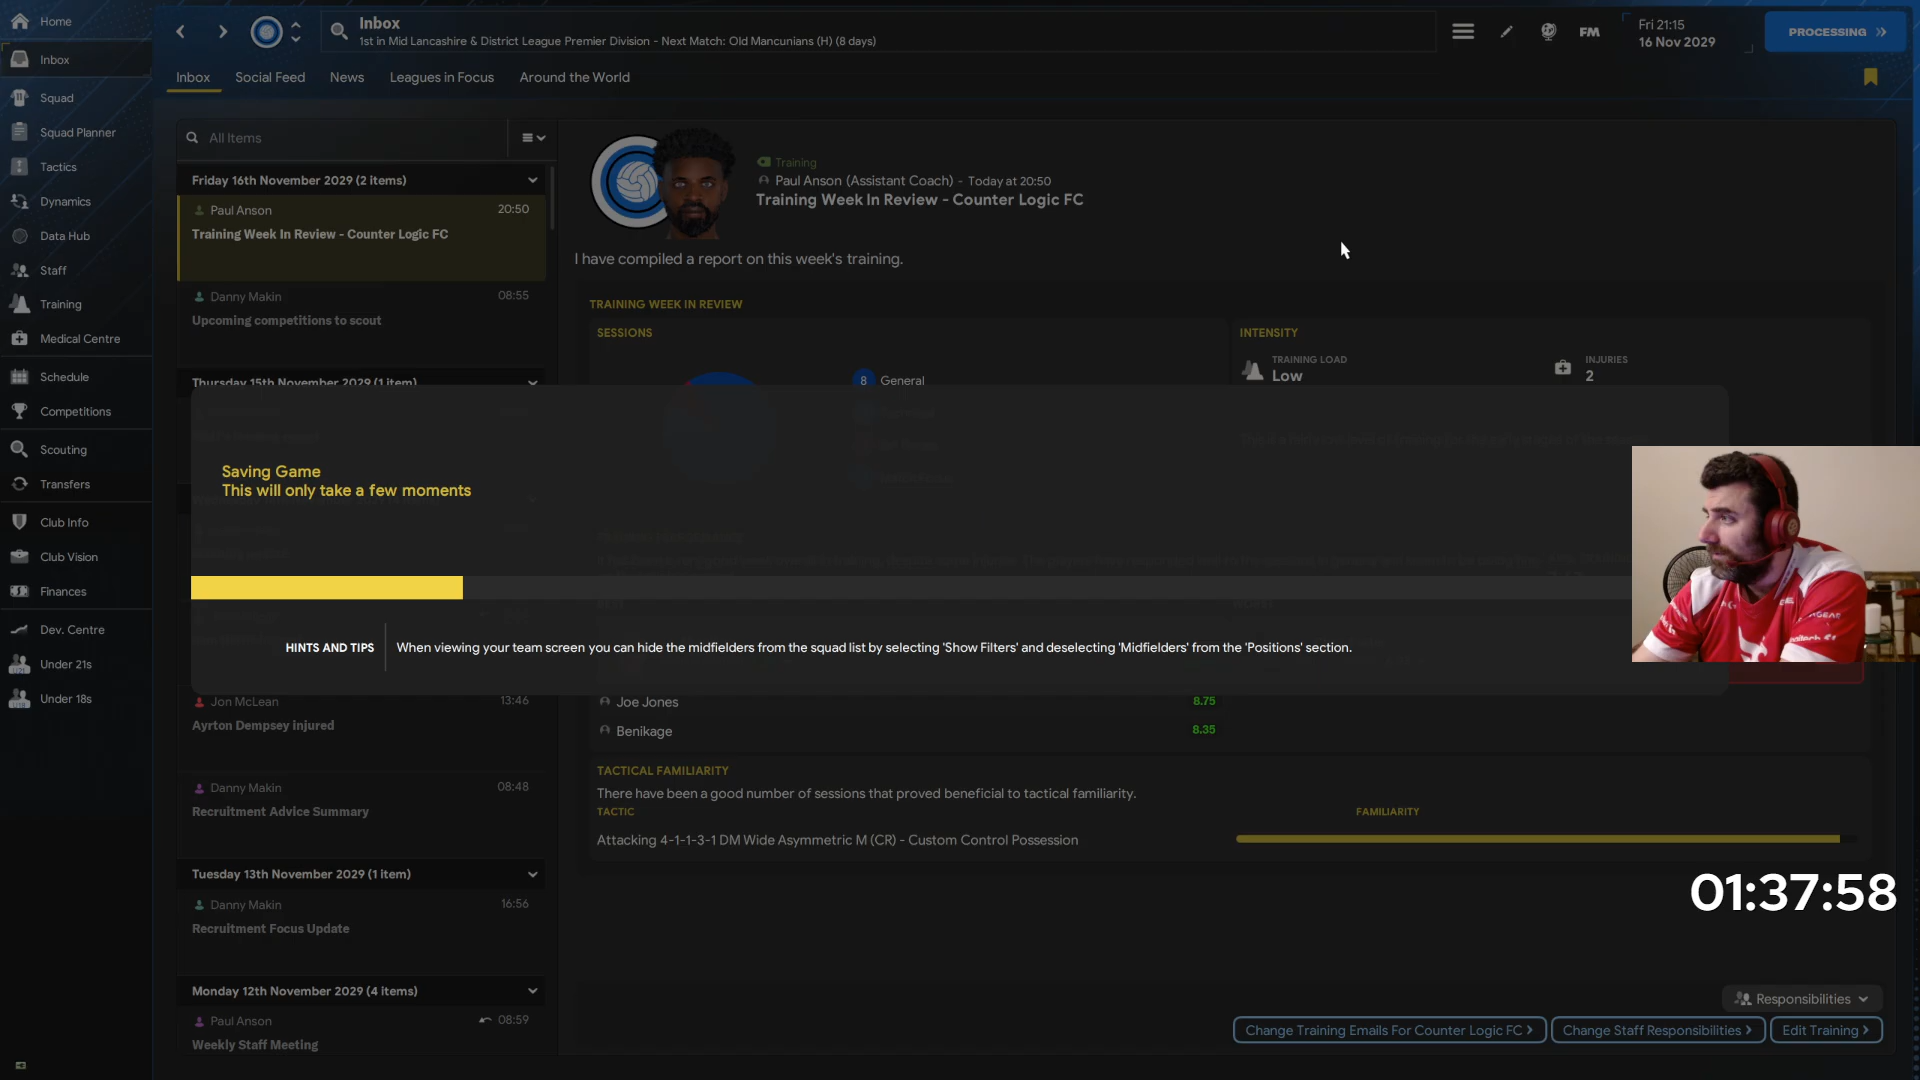 Home
Inbox
Squad
Squad Planner
Tactics
Dynamics
Data Hub
Staff
Training
Medical Centre
Schedule
Competitions
Scouting
Transfers
Club Info
Club Vision
Finances
Dev. Centre
Under 21s
Under 18s
Inbox
1st in Mid Lancashire & District League Premier Division - Next Match: Old Mancunians (H) (8 days)
FM
Fri 21:15
16 Nov 2029
PROCESSING
Inbox
Social Feed
News
Leagues in Focus
Around the World
All Items
Friday 16th November 2029 (2 items)
Paul Anson 20:50
Training Week In Review - Counter Logic FC
Danny Makin 08:55
Upcoming competitions to scout
Thursday 15th November 2029 (1 item)
Training
Paul Anson (Assistant Coach) - Today at 20:50
Training Week In Review - Counter Logic FC
I have compiled a report on this week's training.
TRAINING WEEK IN REVIEW
SESSIONS
8 General
INTENSITY
TRAINING LOAD
Low
INJURIES
2
Saving Game
This will only take a few moments
HINTS AND TIPS
When viewing your team screen you can hide the midfielders from the squad list by selecting 'Show Filters' and deselecting 'Midfielders' from the 'Positions' section.
Jon McLean 13:46
Ayrton Dempsey injured
Danny Makin 08:48
Recruitment Advice Summary
Tuesday 13th November 2029 (1 item)
Danny Makin 16:56
Recruitment Focus Update
Monday 12th November 2029 (4 items)
Paul Anson 08:59
Weekly Staff Meeting
Joe Jones 8.75
Benikage 8.35
TACTICAL FAMILIARITY
There have been a good number of sessions that proved beneficial to tactical familiarity.
TACTIC FAMILIARITY
Attacking 4-1-1-3-1 DM Wide Asymmetric M (CR) - Custom Control Possession
01:37:58
Responsibilities
Change Training Emails For Counter Logic FC >
Change Staff Responsibilities >
Edit Training >